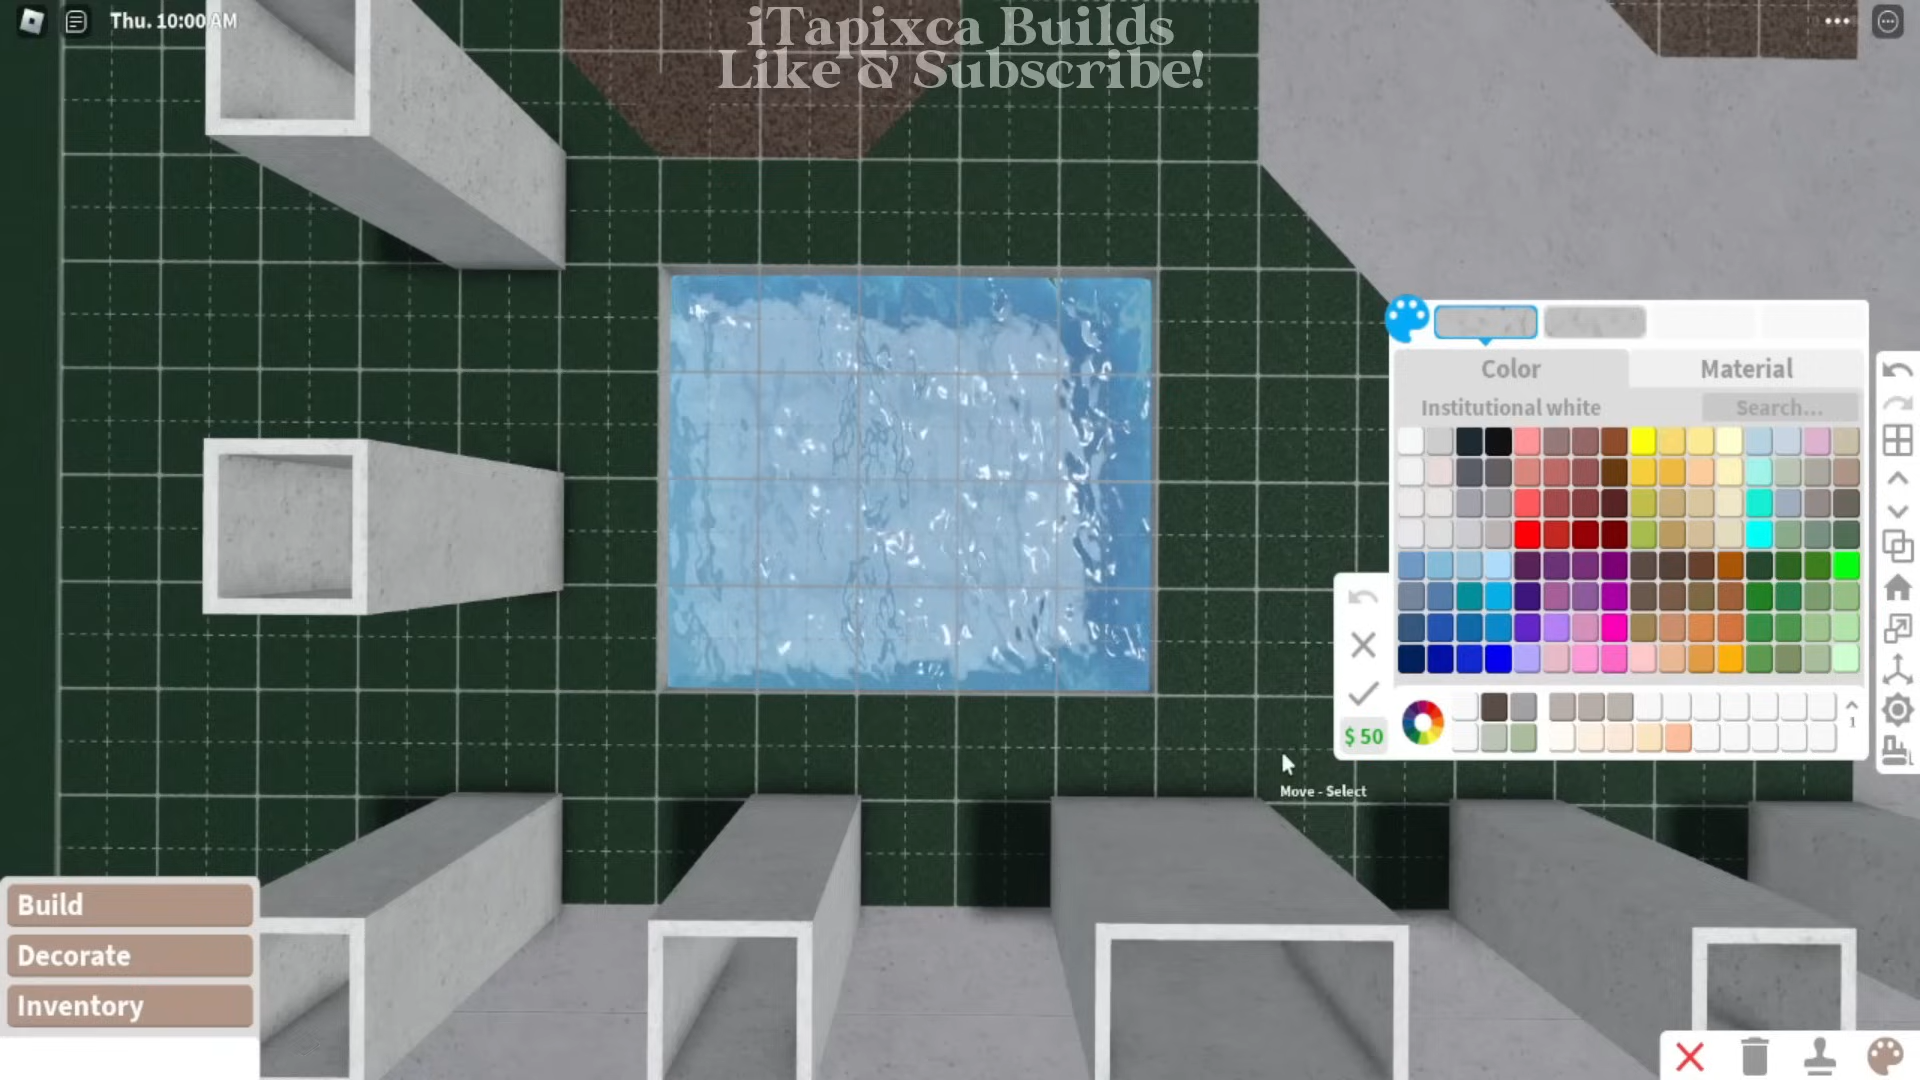 Thu. 10:00 AM
iTapixca Builds
Like & Subscribe!
Color
Material
Institutional white
Search...
1
$ 50
Move - Select
Build
Decorate
Inventory